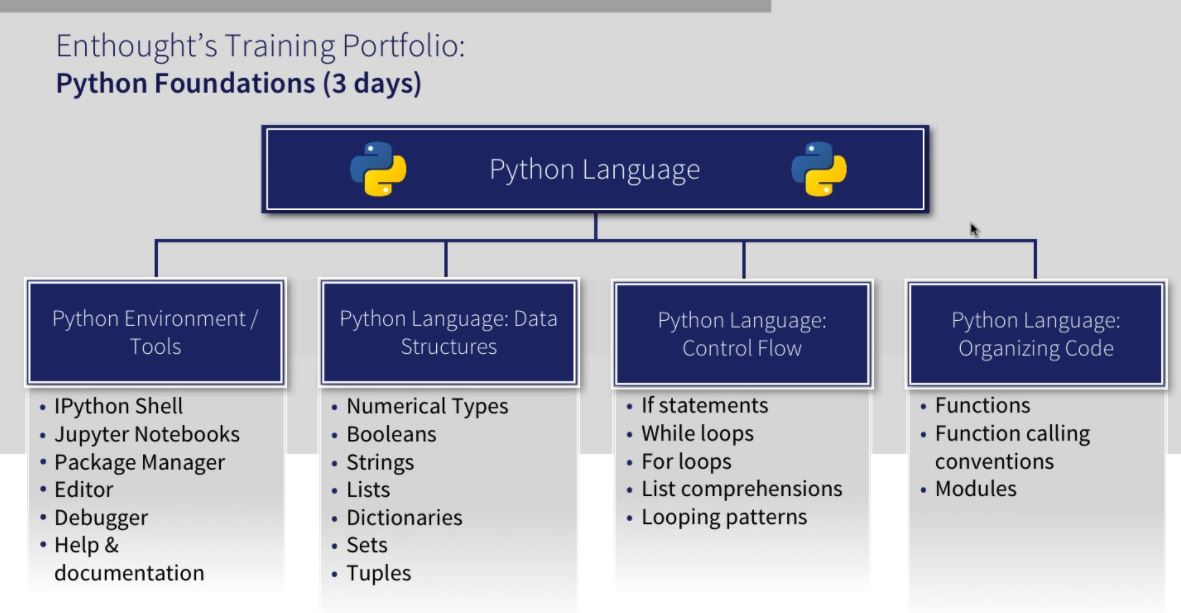 Enthought's Training Portfolio:
Python Foundations (3 days)
Python Language
Python Environment /
Tools
• IPython Shell
• Jupyter Notebooks
• Package Manager
• Editor
• Debugger
• Help &
documentation
Python Language: Data
Structures
• Numerical Types
• Booleans
• Strings
• Lists
• Dictionaries
• Sets
• Tuples
Python Language:
Control Flow
• If statements
• While loops
• For loops
• List comprehensions
• Looping patterns
Python Language:
Organizing Code
• Functions
• Function calling
conventions
• Modules